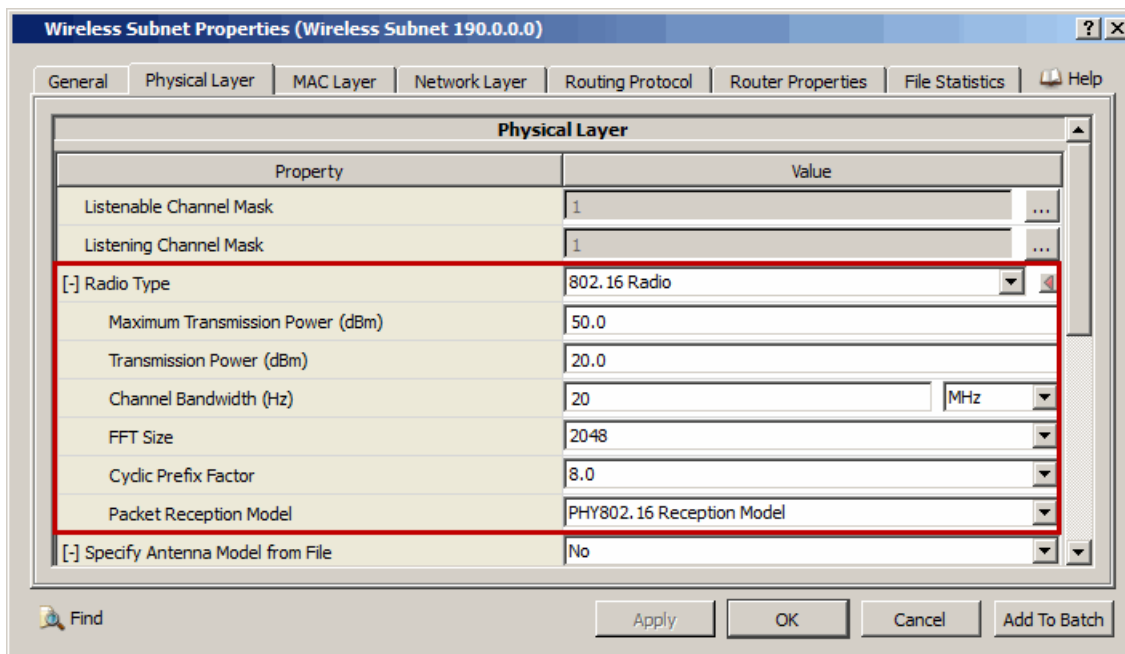 Wireless Subnet Properties (Wireless Subnet 190.0.0.0)
General Physical Layer MAC Layer Network Layer Routing Protocol Router Properties File Statistics Help
Physical Layer
Property Value
Listenable Channel Mask 1 ...
Listening Channel Mask 1 ...
[-] Radio Type 802.16 Radio
Maximum Transmission Power (dBm) 50.0
Transmission Power (dBm) 20.0
Channel Bandwidth (Hz) 20 MHz
FFT Size 2048
Cyclic Prefix Factor 8.0
Packet Reception Model PHY802.16 Reception Model
[-] Specify Antenna Model from File No
Find Apply OK Cancel Add To Batch